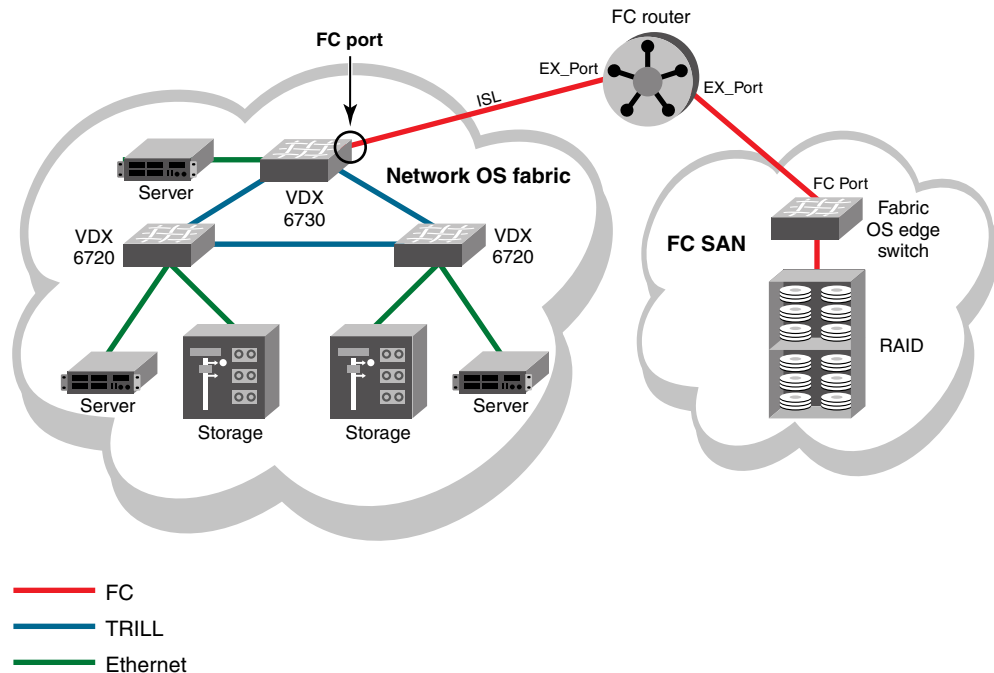 FC router
FC port
EX_Port
EX_Port
ISL
Server
Network OS fabric
VDX
6730
VDX
6720
VDX
6720
FC Port
Fabric
OS edge
switch
FC SAN
RAID
Server
Storage
Storage
Server
FC
TRILL
Ethernet